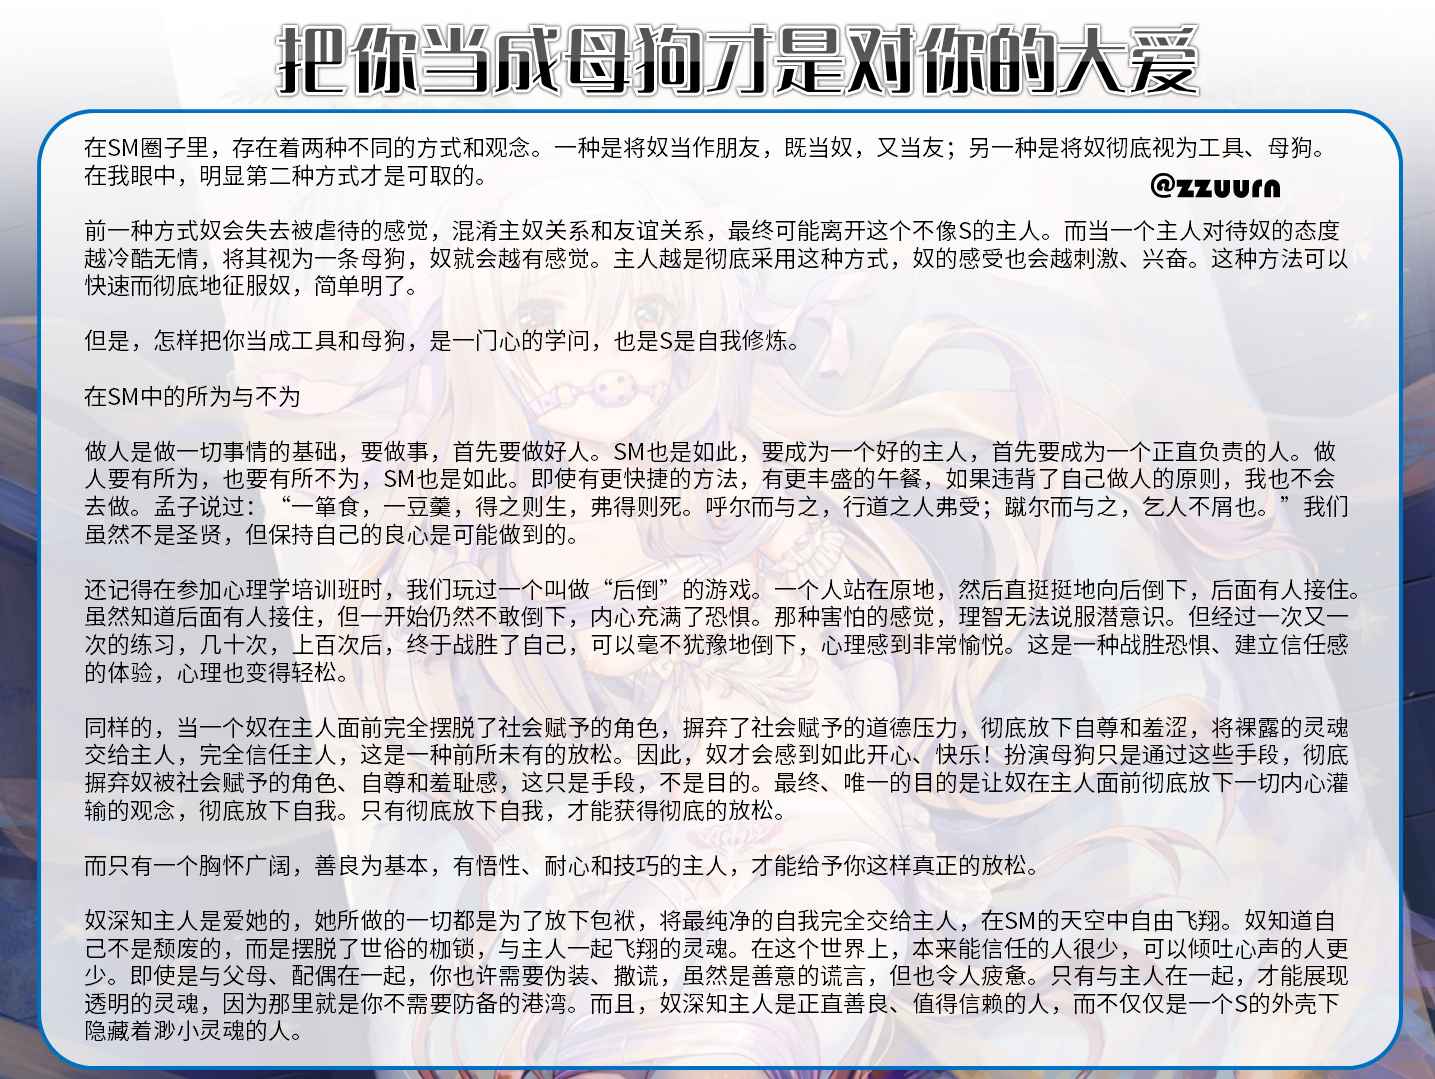 把你当成母狗才是对你的大爱
在SM圈子里，存在着两种不同的方式和观念。一种是将奴当作朋友，既当奴，又当友；另一种是将奴彻底视为工具、母狗。
在我眼中，明显第二种方式才是可取的。
@zzuurn
前一种方式奴会失去被虐待的感觉，混淆主奴关系和友谊关系，最终可能离开这个不像S的主人。而当一个主人对待奴的态度
越冷酷无情，将其视为一条母狗，奴就会越有感觉。主人越是彻底采用这种方式，奴的感受也会越刺激、兴奋。这种方法可以
快速而彻底地征服奴，简单明了。
但是，怎样把你当成工具和母狗，是一门心的学问，也是S是自我修炼。
在SM中的所为与不为
做人是做一切事情的基础，要做事，首先要做好人。SM也是如此，要成为一个好的主人，首先要成为一个正直负责的人。做
人要有所为，也要有所不为，SM也是如此。即使有更快捷的方法，有更丰盛的午餐，如果违背了自己做人的原则，我也不会
去做。孟子说过：“一箪食，一豆羹，得之则生，弗得则死。呼尔而与之，行道之人弗受；蹴尔而与之，乞人不屑也。”我们
虽然不是圣贤，但保持自己的良心是可能做到的。
还记得在参加心理学培训班时，我们玩过一个叫做“后倒”的游戏。一个人站在原地，然后直挺挺地向后倒下，后面有人接住。
虽然知道后面有人接住，但一开始仍然不敢倒下，内心充满了恐惧。那种害怕的感觉，理智无法说服潜意识。但经过一次又一
次的练习，几十次，上百次后，终于战胜了自己，可以毫不犹豫地倒下，心理感到非常愉悦。这是一种战胜恐惧、建立信任感
的体验，心理也变得轻松。
同样的，当一个奴在主人面前完全摆脱了社会赋予的角色，摒弃了社会赋予的道德压力，彻底放下自尊和羞涩，将裸露的灵魂
交给主人，完全信任主人，这是一种前所未有的放松。因此，奴才会感到如此开心、快乐！扮演母狗只是通过这些手段，彻底
摒弃奴被社会赋予的角色、自尊和羞耻感，这只是手段，不是目的。最终、唯一的目的是让奴在主人面前彻底放下一切内心灌
输的观念，彻底放下自我。只有彻底放下自我，才能获得彻底的放松。
而只有一个胸怀广阔，善良为基本，有悟性、耐心和技巧的主人，才能给予你这样真正的放松。
奴深知主人是爱她的，她所做的一切都是为了放下包袱，将最纯净的自我完全交给主人，在SM的天空中自由飞翔。奴知道自
己不是颓废的，而是摆脱了世俗的枷锁，与主人一起飞翔的灵魂。在这个世界上，本来能信任的人很少，可以倾吐心声的人更
少。即使是与父母、配偶在一起，你也许需要伪装、撒谎，虽然是善意的谎言，但也令人疲惫。只有与主人在一起，才能展现
透明的灵魂，因为那里就是你不需要防备的港湾。而且，奴深知主人是正直善良、值得信赖的人，而不仅仅是一个S的外壳下
隐藏着渺小灵魂的人。